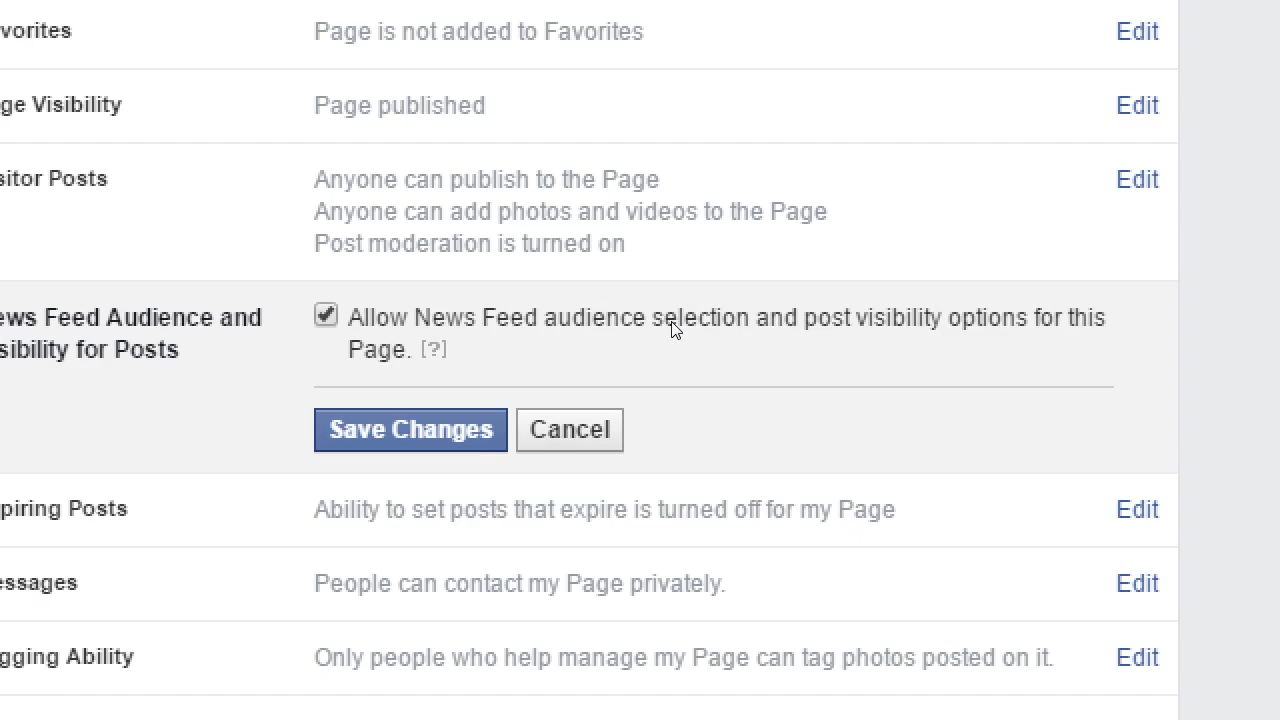 vorites Page is not added to Favorites Edit
ge Visibility Page published Edit
sitor Posts Anyone can publish to the Page Edit
Anyone can add photos and videos to the Page
Post moderation is turned on
ews Feed Audience and Allow News Feed audience selection and post visibility options for this
sibility for Posts Page. [?]
Save Changes Cancel
piring Posts Ability to set posts that expire is turned off for my Page Edit
essages People can contact my Page privately. Edit
gging Ability Only people who help manage my Page can tag photos posted on it. Edit